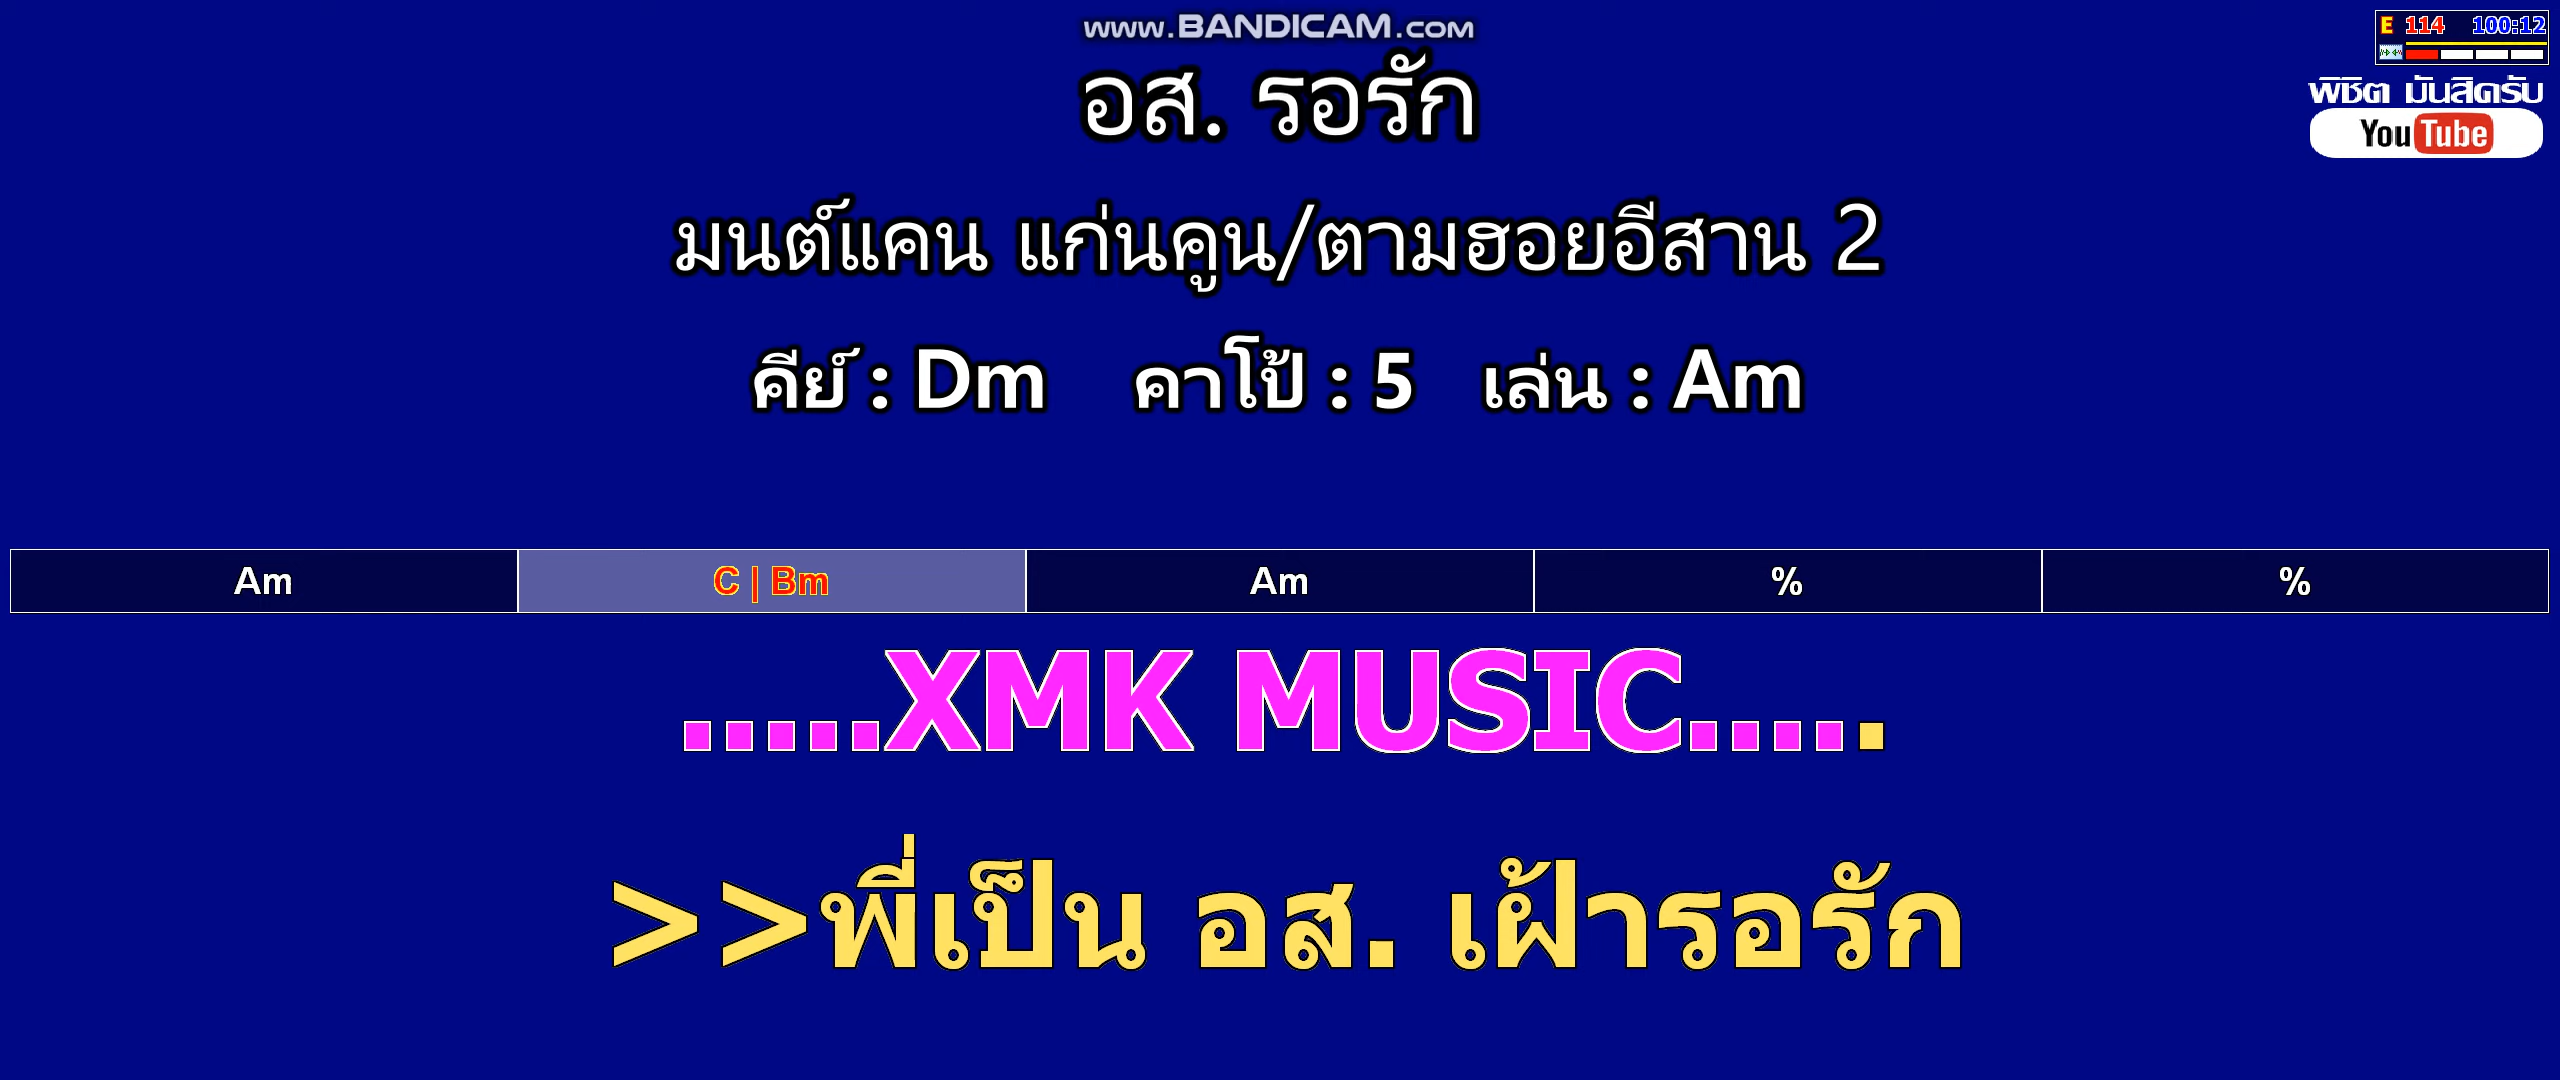 www.BANDICAM.com
E 114 100:12
อส. รอรัก
พิชิต มันสิครับ
YouTube
มนต์แคน แก่นคูน/ตามฮอยอีสาน 2
คีย์ : Dm คาโป้ : 5 เล่น : Am
Am C | Bm Am % %
.....XMK MUSIC.....
>>พี่เป็น อส. เฝ้ารอรัก